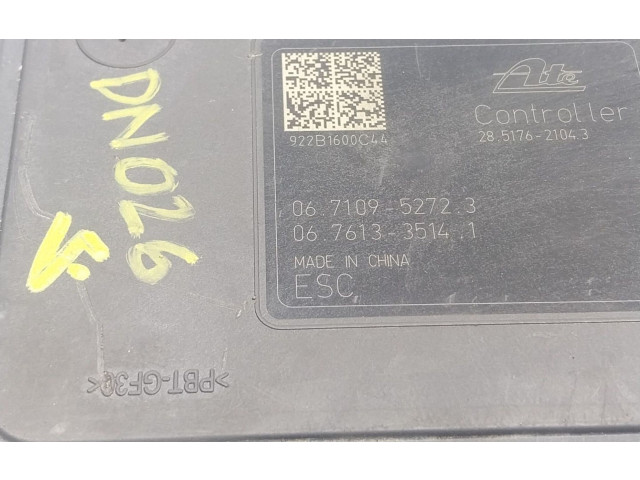 DN026
922B1600C44
Ate
Controller
28.5176-2104.3
06.7109-5272.3
06.7613-3514.1
MADE IN CHINA
ESC
>PBT-GF30<